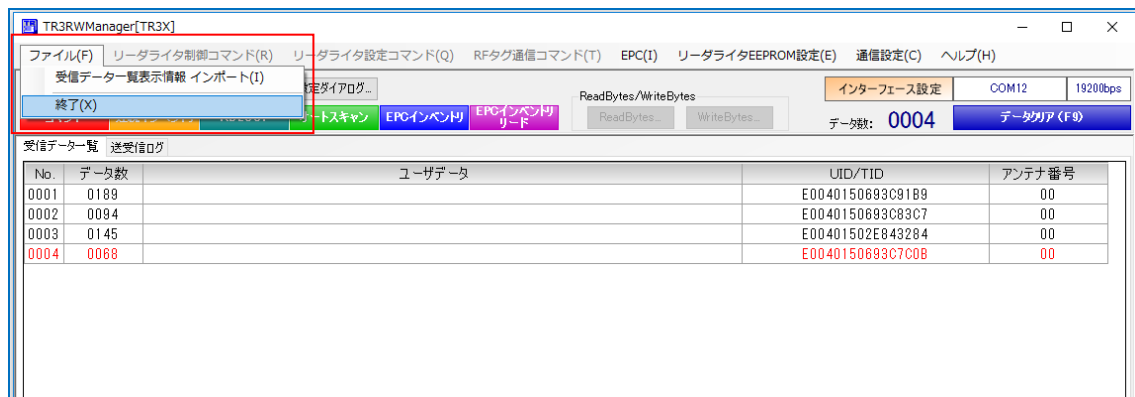 TR3RWManager[TR3X]
ファイル(F) リーダライタ制御コマンド(R) リーダライタ設定コマンド(Q) RFタグ通信コマンド(T) EPC(I) リーダライタEEPROM設定(E) 通信設定(C) ヘルプ(H)
受信データ一覧表示情報 インポート(I)
終了(X)
定ダイアログ...
ReadBytes/WriteBytes
インターフェース設定 COM12 19200bps
EPCインベントリ EPCインベントリリード ReadBytes... WriteBytes... データ数: 0004 データクリア(F9)
受信データ一覧 送受信ログ
No. データ数 ユーザデータ UID/TID アンテナ番号
0001 0189 E0040150693C91B9 00
0002 0094 E0040150693C83C7 00
0003 0145 E00401502E843284 00
0004 0068 E0040150693C7C0B 00